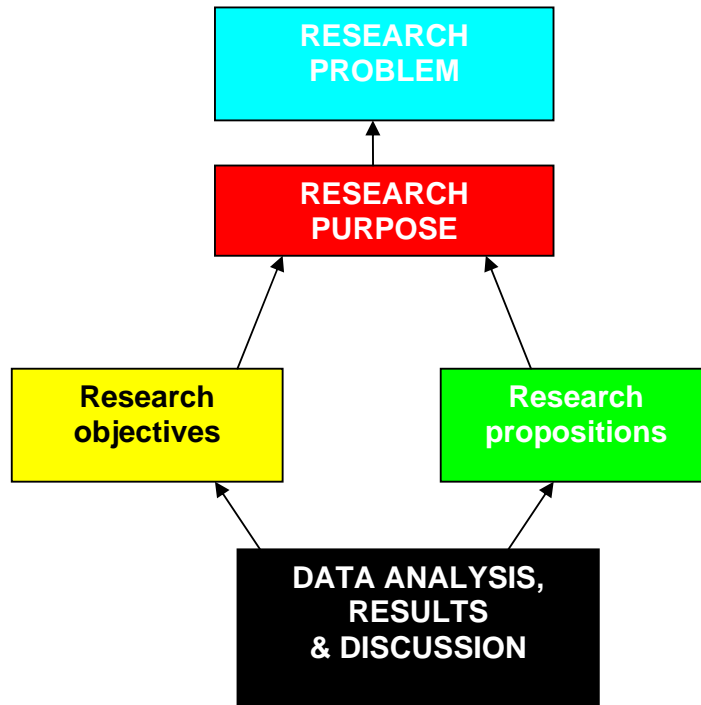 RESEARCH
PROBLEM
RESEARCH
PURPOSE
Research
objectives
Research
propositions
DATA ANALYSIS,
RESULTS
& DISCUSSION